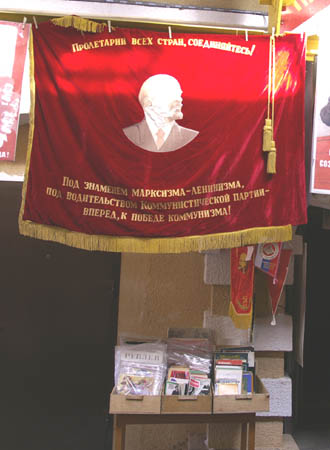 Пролетарии всех стран, соединяйтесь!
Под знаменем марксизма-ленинизма,
под водительством Коммунистической партии-
вперед, к победе коммунизма!